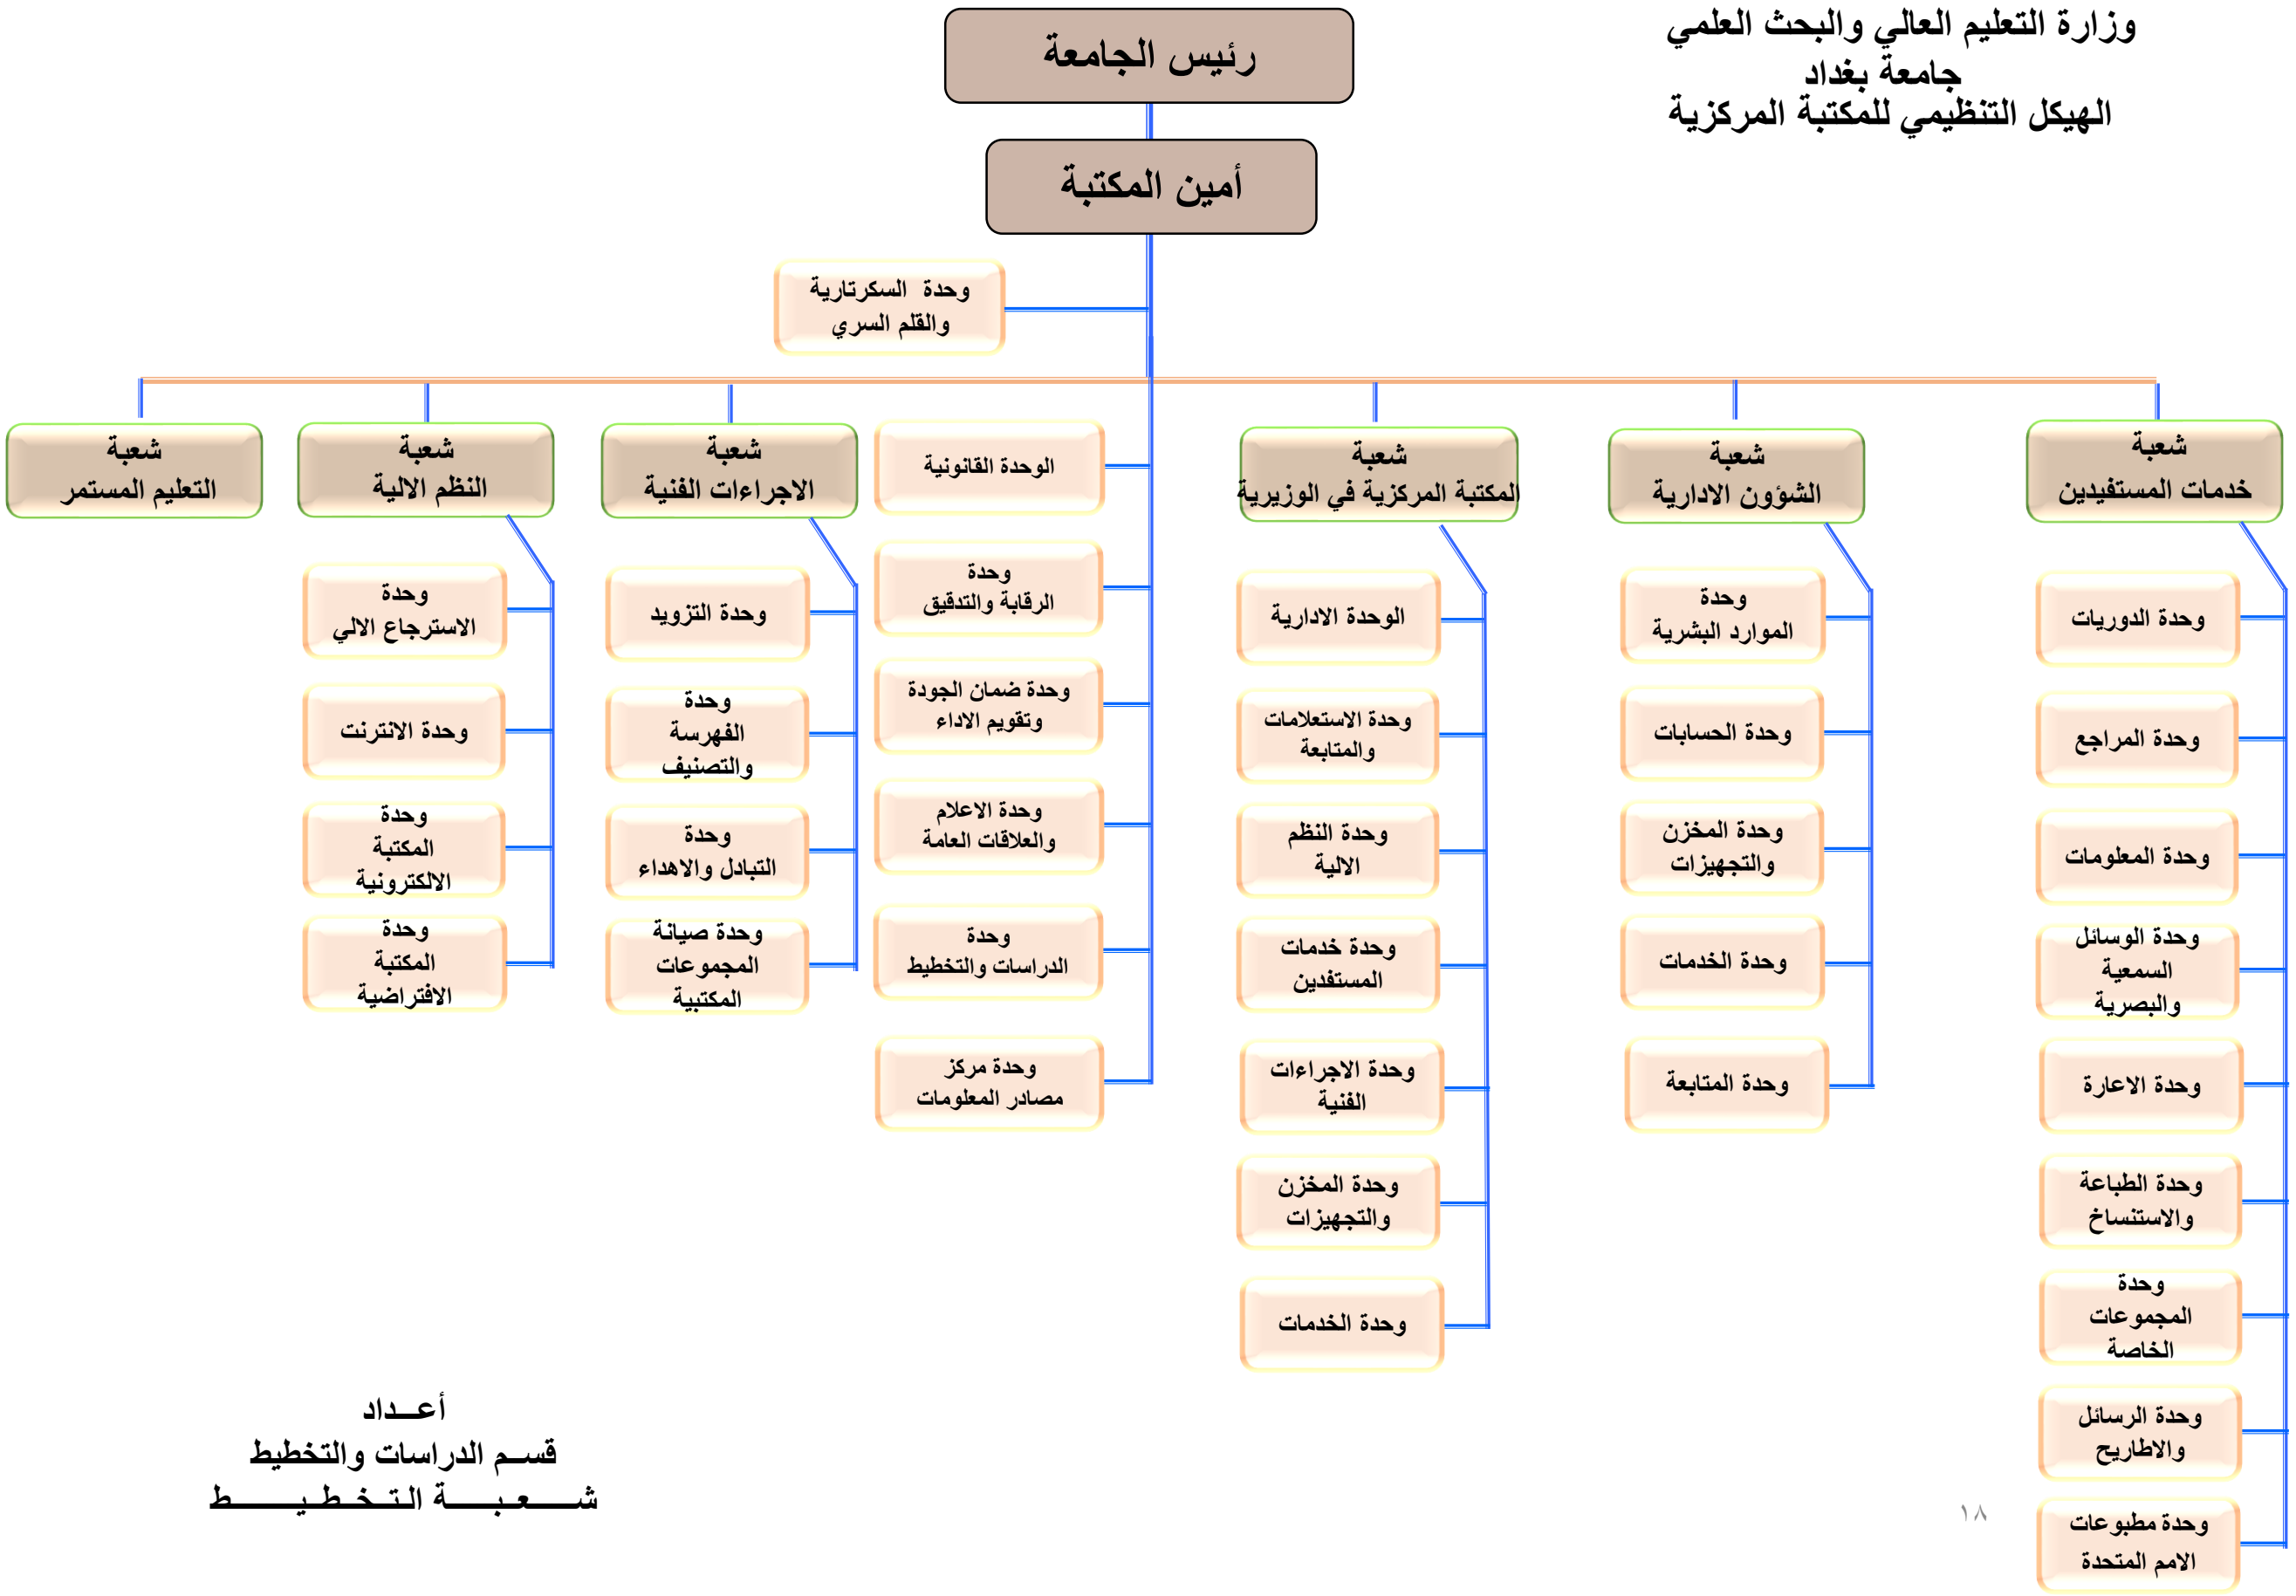 وزارة التعليم العالي والبحث العلمي
جامعة بغداد
الهيكل التنظيمي للمكتبة المركزية
رئيس الجامعة
أمين المكتبة
وحدة السكرتارية
والقلم السري
شعبة
خدمات المستفيدين
وحدة الدوريات
وحدة المراجع
وحدة المعلومات
وحدة الوسائل
السمعية
والبصرية
وحدة الاعارة
وحدة الطباعة
والاستنساخ
وحدة
المجموعات
الخاصة
وحدة الرسائل
والاطاريح
وحدة مطبوعات
الامم المتحدة
شعبة
الشؤون الادارية
وحدة
الموارد البشرية
وحدة الحسابات
وحدة المخزن
والتجهيزات
وحدة الخدمات
وحدة المتابعة
شعبة
المكتبة المركزية في الوزيرية
الوحدة الادارية
وحدة الاستعلامات
والمتابعة
وحدة النظم
الالية
وحدة خدمات
المستفدين
وحدة الاجراءات
الفنية
وحدة المخزن
والتجهيزات
وحدة الخدمات
الوحدة القانونية
وحدة
الرقابة والتدقيق
وحدة ضمان الجودة
وتقويم الاداء
وحدة الاعلام
والعلاقات العامة
وحدة
الدراسات والتخطيط
وحدة مركز
مصادر المعلومات
شعبة
الاجراءات الفنية
وحدة التزويد
وحدة
الفهرسة
والتصنيف
وحدة
التبادل والاهداء
وحدة صيانة
المجموعات
المكتبية
شعبة
النظم الالية
وحدة
الاسترجاع الالي
وحدة الانترنت
وحدة
المكتبة
الالكترونية
وحدة
المكتبة
الافتراضية
شعبة
التعليم المستمر
أعـــداد
قســم الدراسات والتخطيط
شـــــعـبـــــة الـتـخـطـيـــــــط
١٨